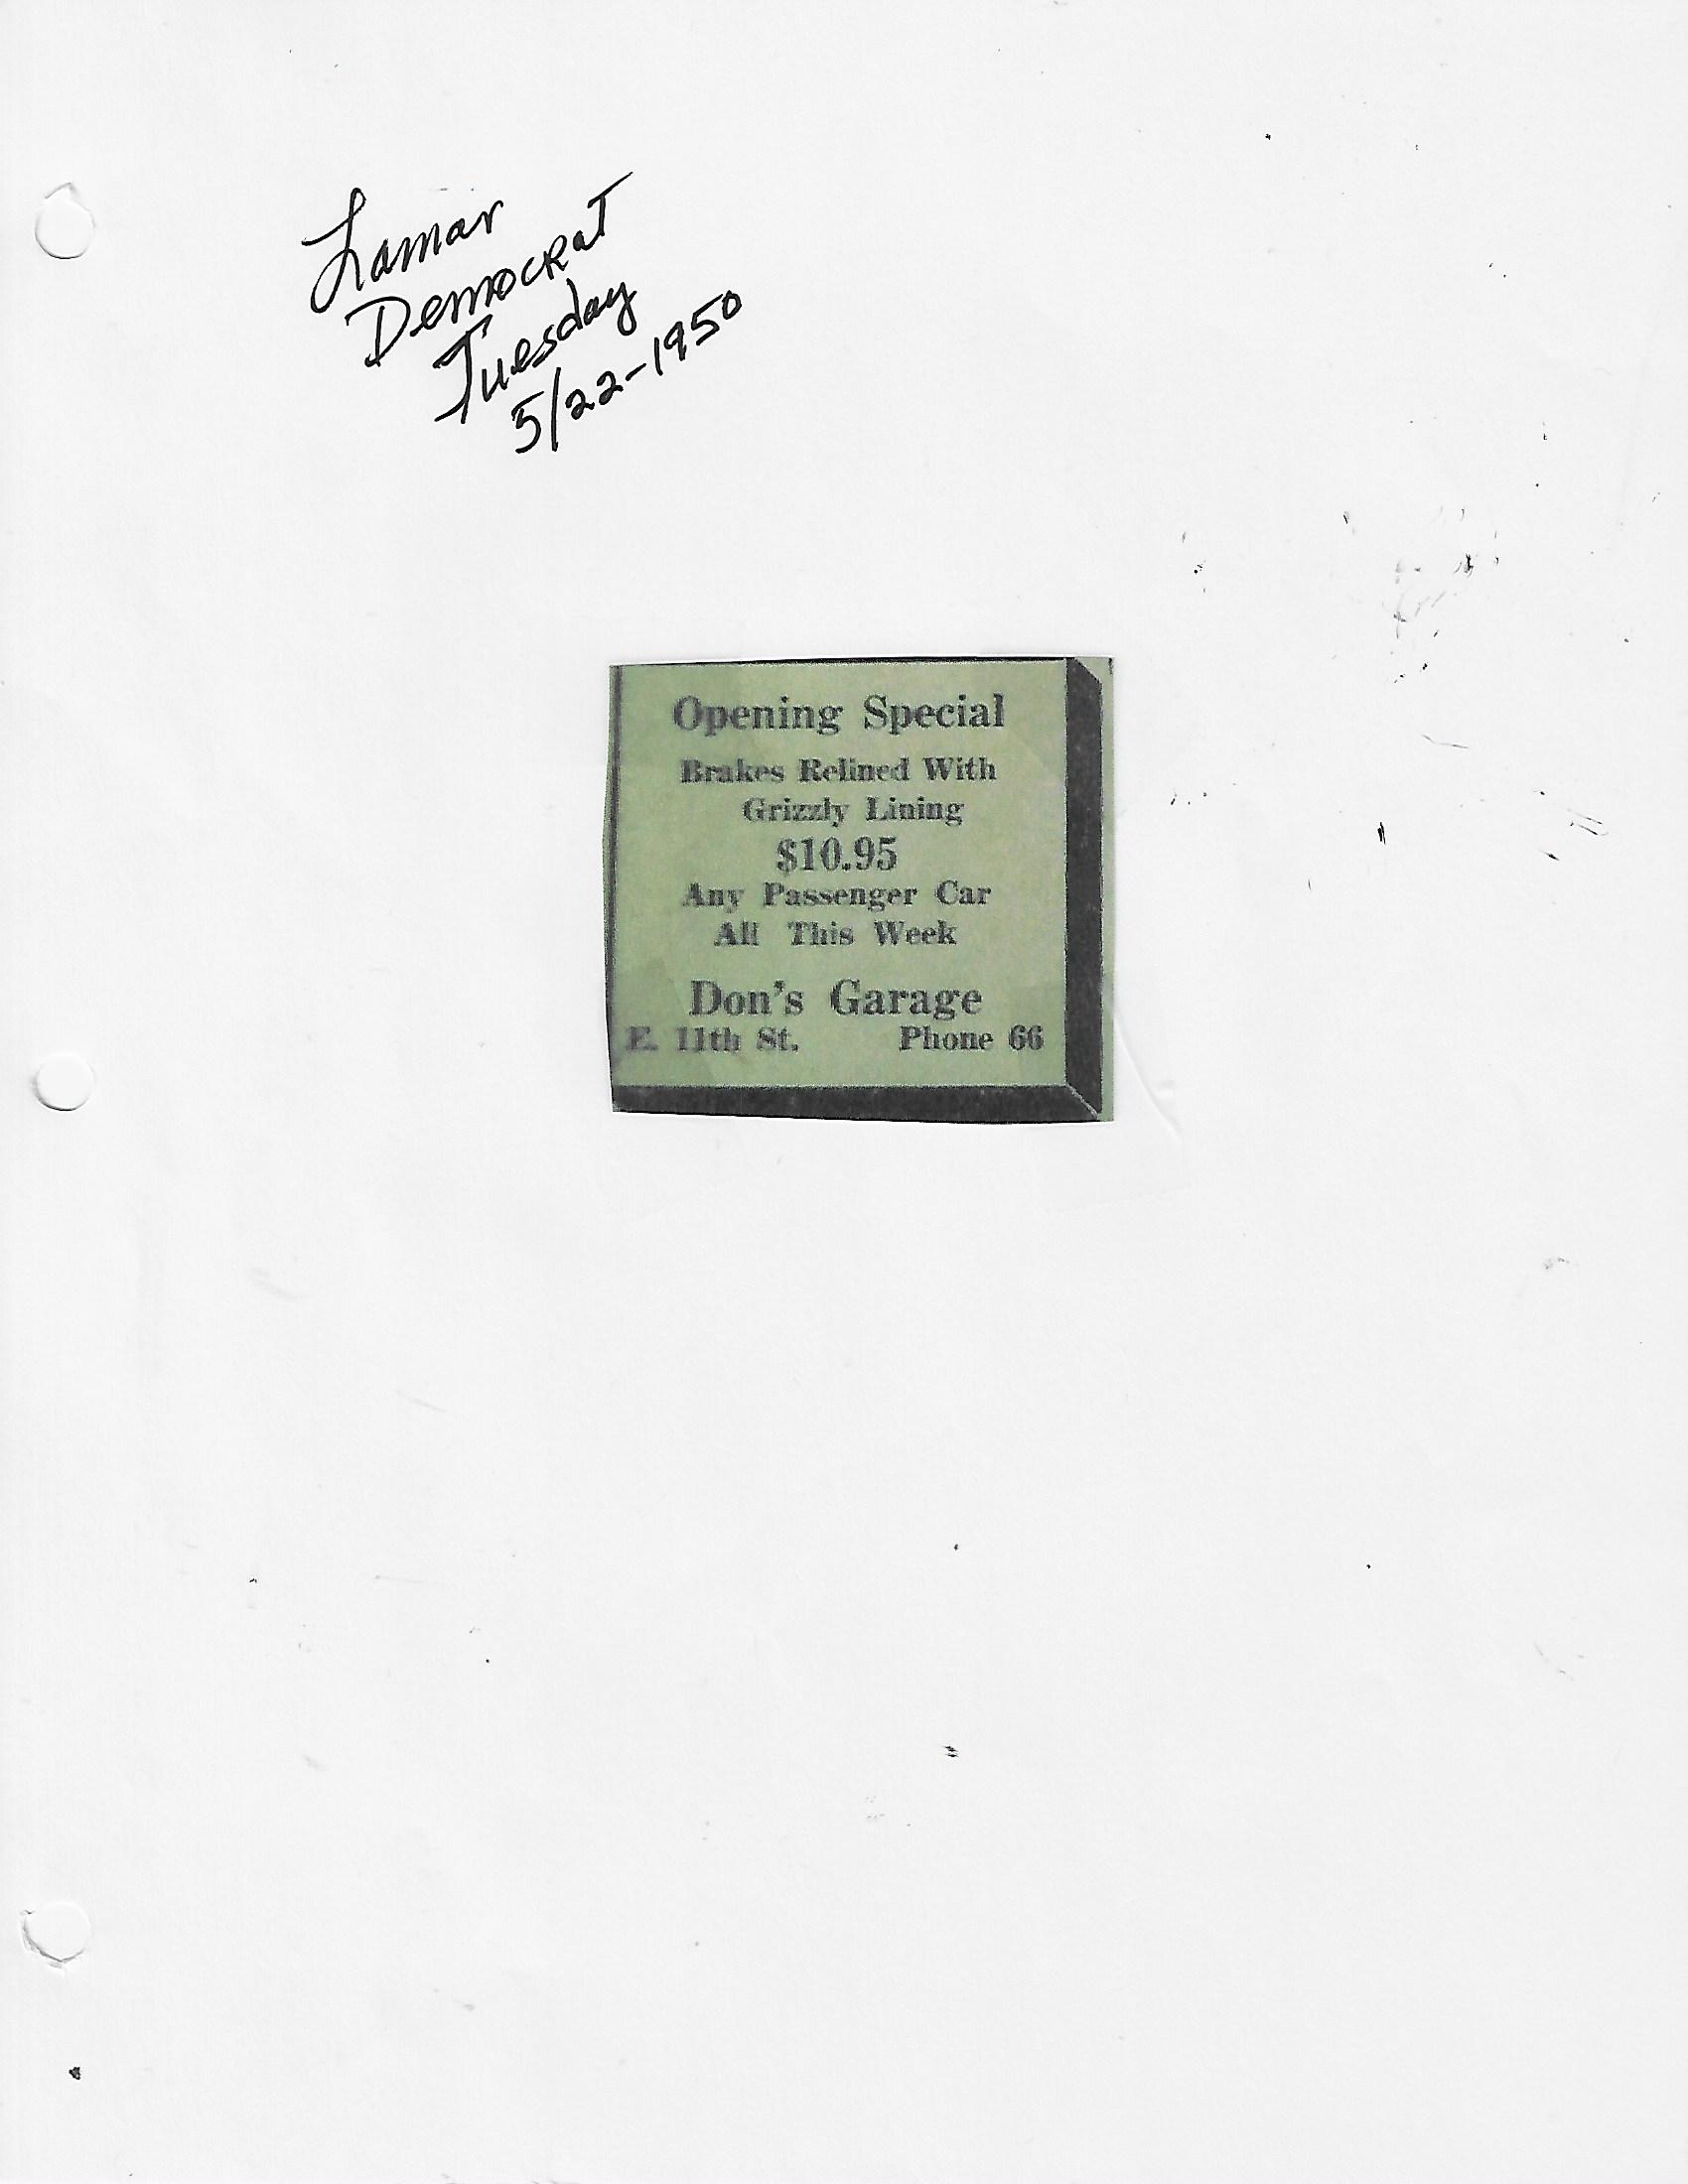 Lamar
Democrat
Tuesday
5/22-1950
Opening Special
Brakes Relined With
Grizzly Lining
$10.95
Any Passenger Car
All This Week
Don's Garage
E. 11th St. Phone 66